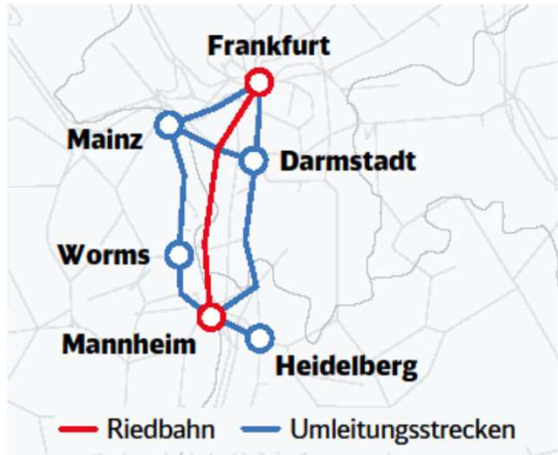 Frankfurt
Mainz
Darmstadt
Worms
Mannheim
Heidelberg
Riedbahn Umleitungsstrecken